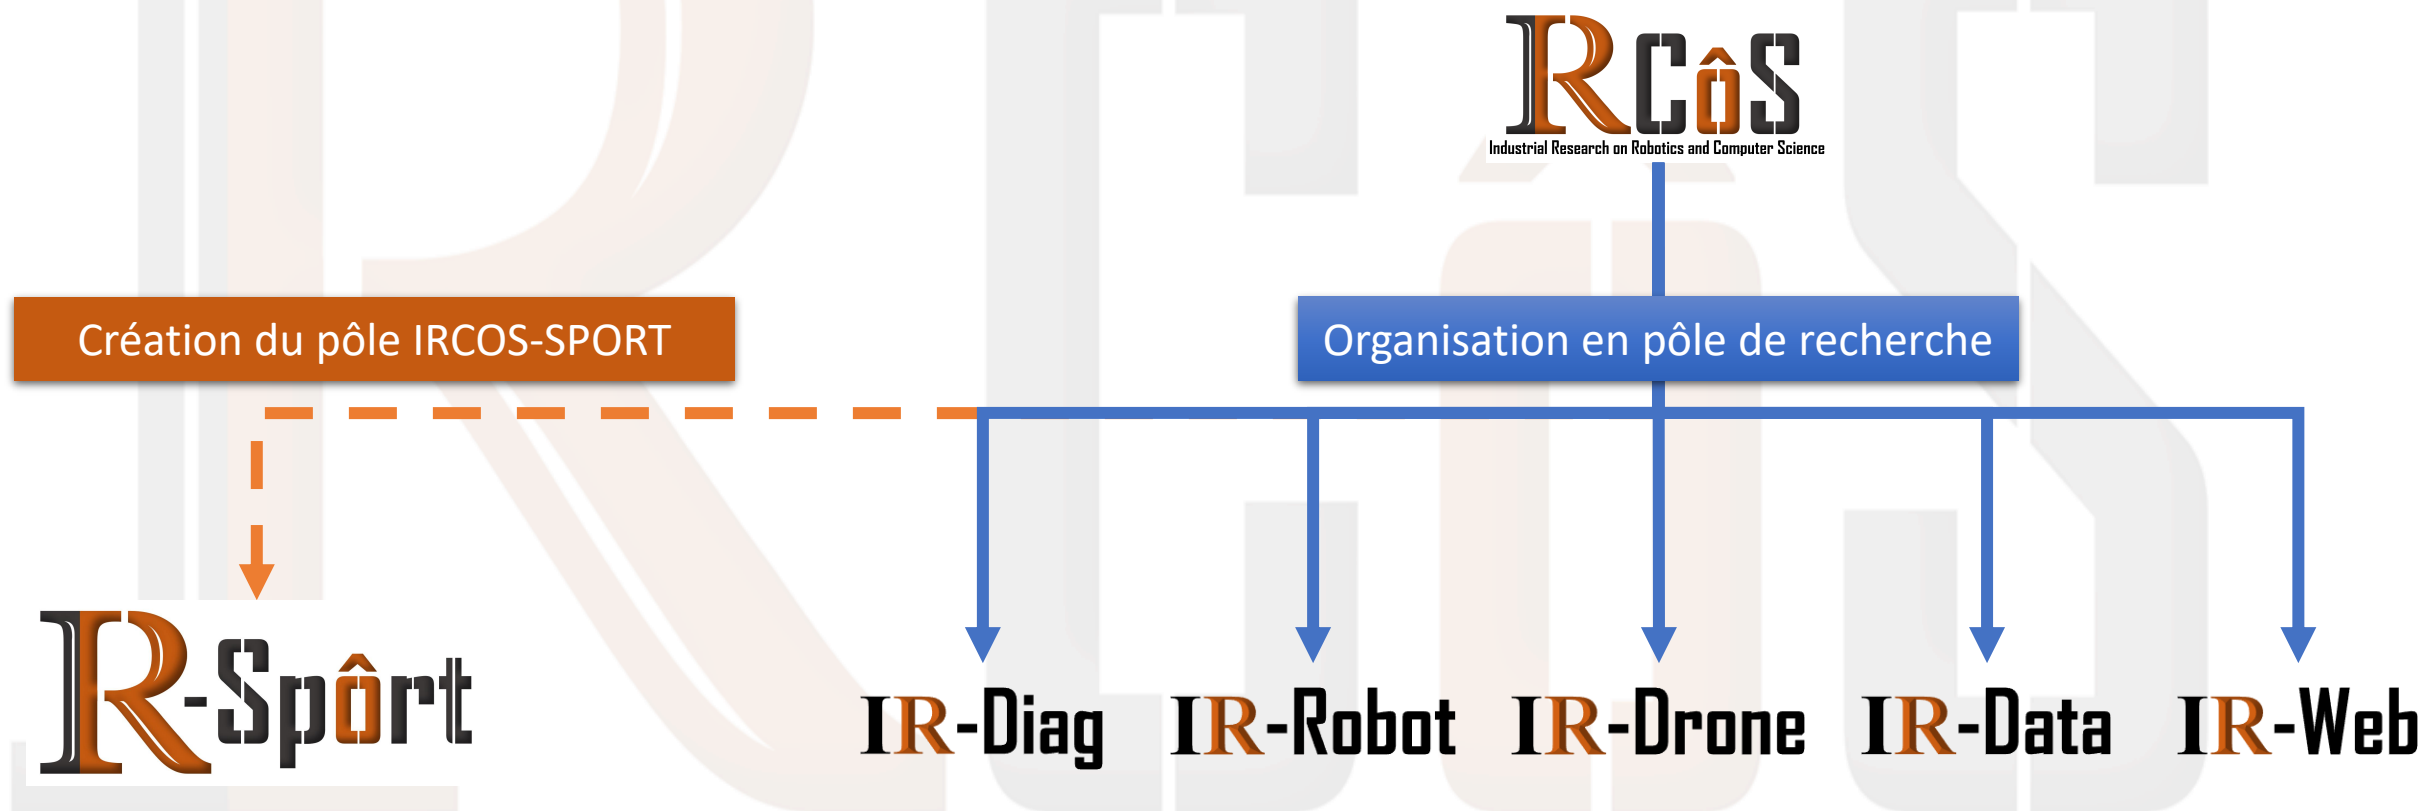 IRCôS
Industrial Research on Robotics and Computer Science
Création du pôle IRCOS-SPORT
Organisation en pôle de recherche
IR-Spôrt
IR-Diag
IR-Robot
IR-Drone
IR-Data
IR-Web